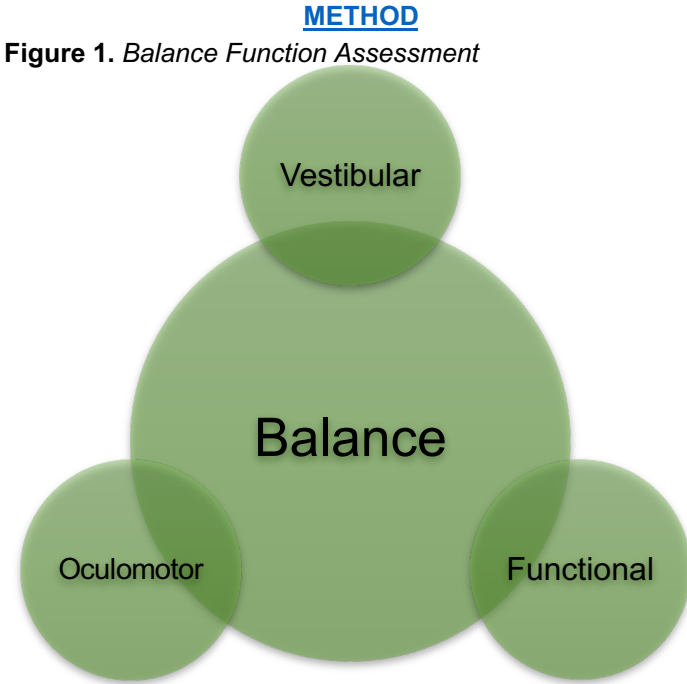 METHOD
Figure 1. Balance Function Assessment
Vestibular
Balance
Oculomotor
Functional